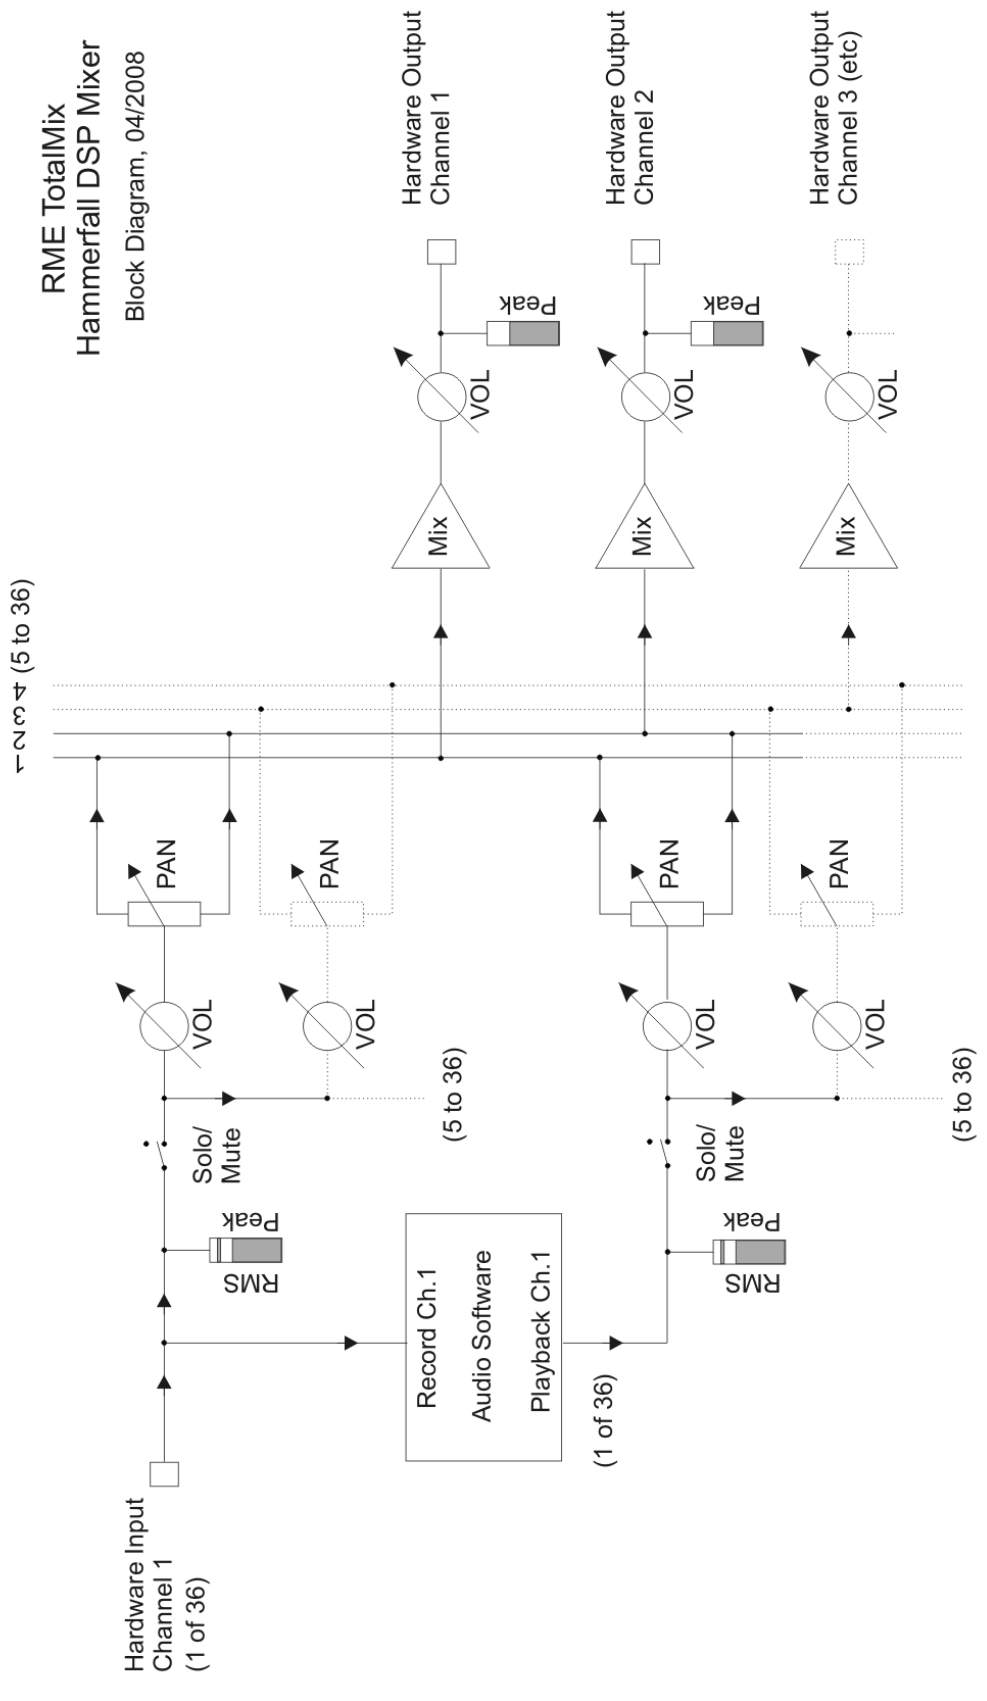 RME TotalMix
Hammerfall DSP Mixer
Block Diagram, 04/2008
Hardware Input
Channel 1
(1 of 36)
RMS
Peak
Solo/
Mute
VOL
PAN
VOL
PAN
(5 to 36)
1 2 3 4 (5 to 36)
Record Ch.1
Audio Software
Playback Ch.1
(1 of 36)
RMS
Peak
Solo/
Mute
VOL
PAN
VOL
PAN
(5 to 36)
Mix
VOL
Peak
Hardware Output
Channel 1
Mix
VOL
Peak
Hardware Output
Channel 2
Mix
VOL
Hardware Output
Channel 3 (etc)